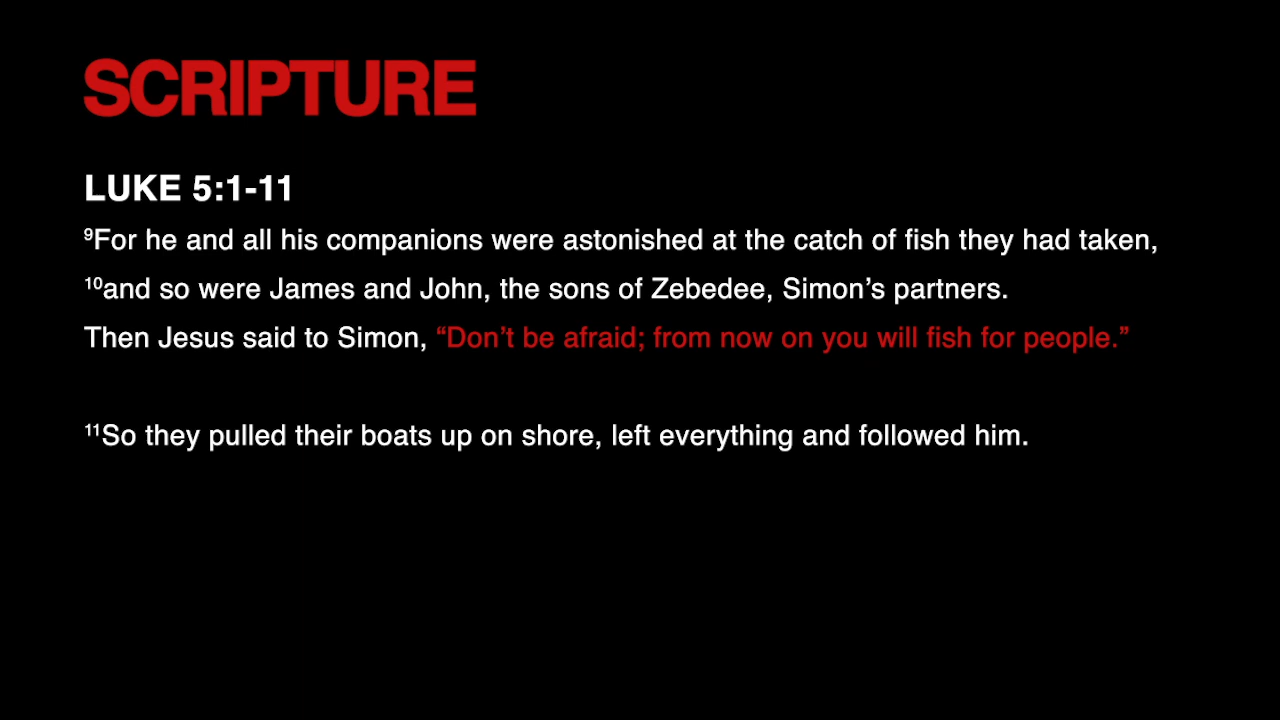 SCRIPTURE
LUKE 5:1-11
⁹For he and all his companions were astonished at the catch of fish they had taken,
¹⁰and so were James and John, the sons of Zebedee, Simon’s partners.
Then Jesus said to Simon, “Don’t be afraid; from now on you will fish for people.”
¹¹So they pulled their boats up on shore, left everything and followed him.